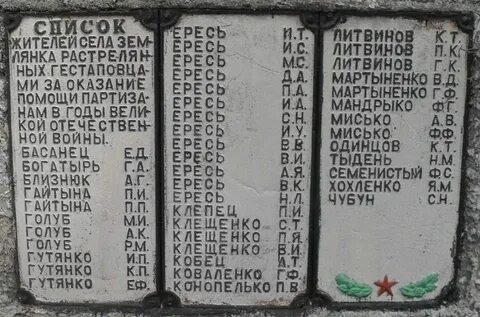 СПИСОК
ЖИТЕЛЕЙ СЕЛА ЗЕМ
ЛЯНКА РАССТРЕЛЯН
НЫХ ГЕСТАПОВЦА
МИ ЗА ОКАЗАНИЕ
ПОМОЩИ ПАРТИЗА
НАМ В ГОДЫ ВЕЛИ
КОЙ ОТЕЧЕСТВЕН
НОЙ ВОЙНЫ.
БАСАНЕЦ Е.Д.
БОГАТЫРЬ Г.А.
БЛИЗНЮК А.Г.
ГАЙТЫНА П.И.
ГАЙТЫНА П.П.
ГОЛУБ М.И.
ГОЛУБ А.К.
ГОЛУБ Р.М.
ГУТЯНКО И.П.
ГУТЯНКО К.П.
ГУТЯНКО Е.Ф.
ЕРЕСЬ И.Т.
ЕРЕСЬ И.С.
ЕРЕСЬ М.С.
ЕРЕСЬ Д.А.
ЕРЕСЬ П.А.
ЕРЕСЬ И.А.
ЕРЕСЬ С.Н.
ЕРЕСЬ И.У.
ЕРЕСЬ В.К.
ЕРЕСЬ В.И.
ЕРЕСЬ А.Я.
ЕРЕСЬ В.К.
ЕРЕСЬ Н.Л.
КЛЕПЕЦ П.И.
КЛЕЩЕНКО С.Т.
КЛЕЩЕНКО П.Я.
КЛЕЩЕНКО В.И.
КОБЕЦ А.Т.
КОВАЛЕНКО Г.Ф.
КОНОПЕЛЬКО П.В.
ЛИТВИНОВ К.Т.
ЛИТВИНОВ П.К.
ЛИТВИНОВ Г.К.
МАРТЫНЕНКО В.Д.
МАРТЫНЕНКО Г.Ф.
МАНДРЫКО Ф.Г.
МИСЬКО А.В.
МИСЬКО Ф.Ф.
ОДИНЦОВ К.Т.
ТЫДЕНЬ Н.М.
СЕМЕНИСТЫЙ Ф.С.
ХОХЛЕНКО Я.М.
ЧУБУН С.Н.